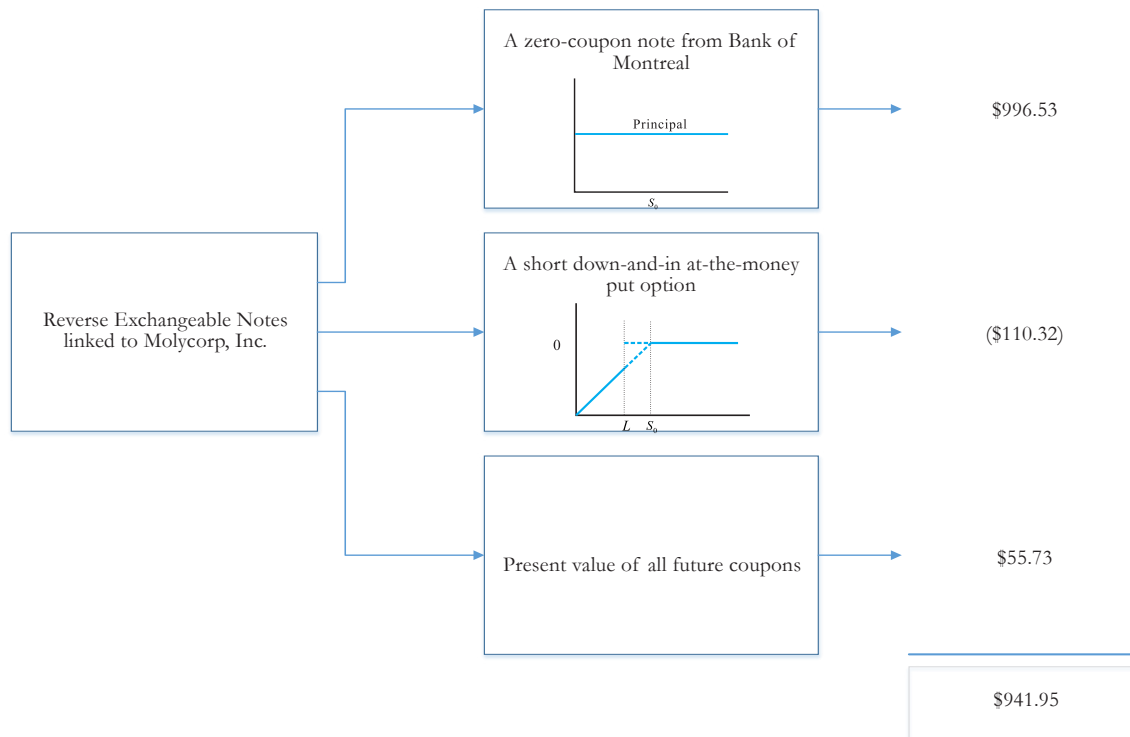 A zero-coupon note from Bank of
Montreal
Principal
S₀
$996.53
Reverse Exchangeable Notes
linked to Molycorp, Inc.
A short down-and-in at-the-money
put option
0
L S₀
($110.32)
Present value of all future coupons
$55.73
$941.95